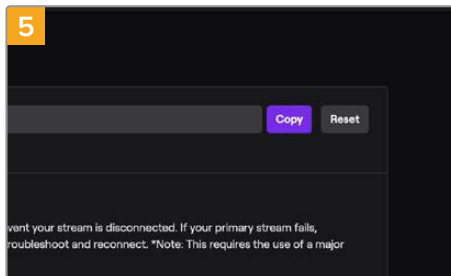 5
Copy Reset
vent your stream is disconnected. If your primary stream fails,
roubleshoot and reconnect. *Note: This requires the use of a major